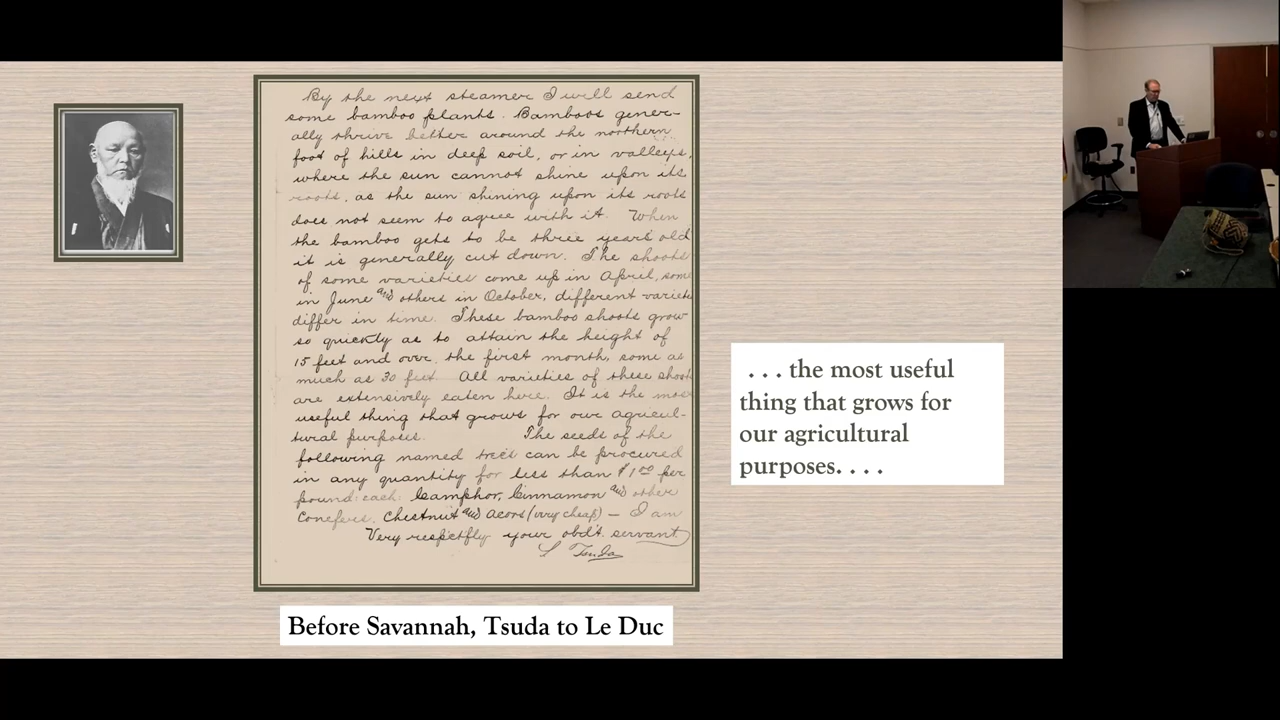 By the next steamer I will send
some bamboo plants. Bamboos gener-
ally thrive better around the northern
foot of hills in deep soil, or in valleys,
where the sun cannot shine upon its
roots, as the sun shining upon its roots
does not seem to agree with it. When
the bamboo gets to be three years old
it is generally cut down. The shoots
of some varieties come up in April, some
in June and others in October, different varieti
differ in time. These bamboo shoots grow
so quickly as to attain the height of
15 feet and over, the first month, some as
much as 30 feet. All varieties of these shoots
are extensively eaten here. It is the most
useful thing that grows for our agricul-
tural purposes. The seeds of the
following named trees can be procured
in any quantity for less than $1.00 per
pound each: Camphor, Cinnamon and other
Conefers, Chestnut and Acors (very cheap) — I am
Very respectfly your obdt. servant
Tsuda
. . . the most useful
thing that grows for
our agricultural
purposes. . . .
Before Savannah, Tsuda to Le Duc